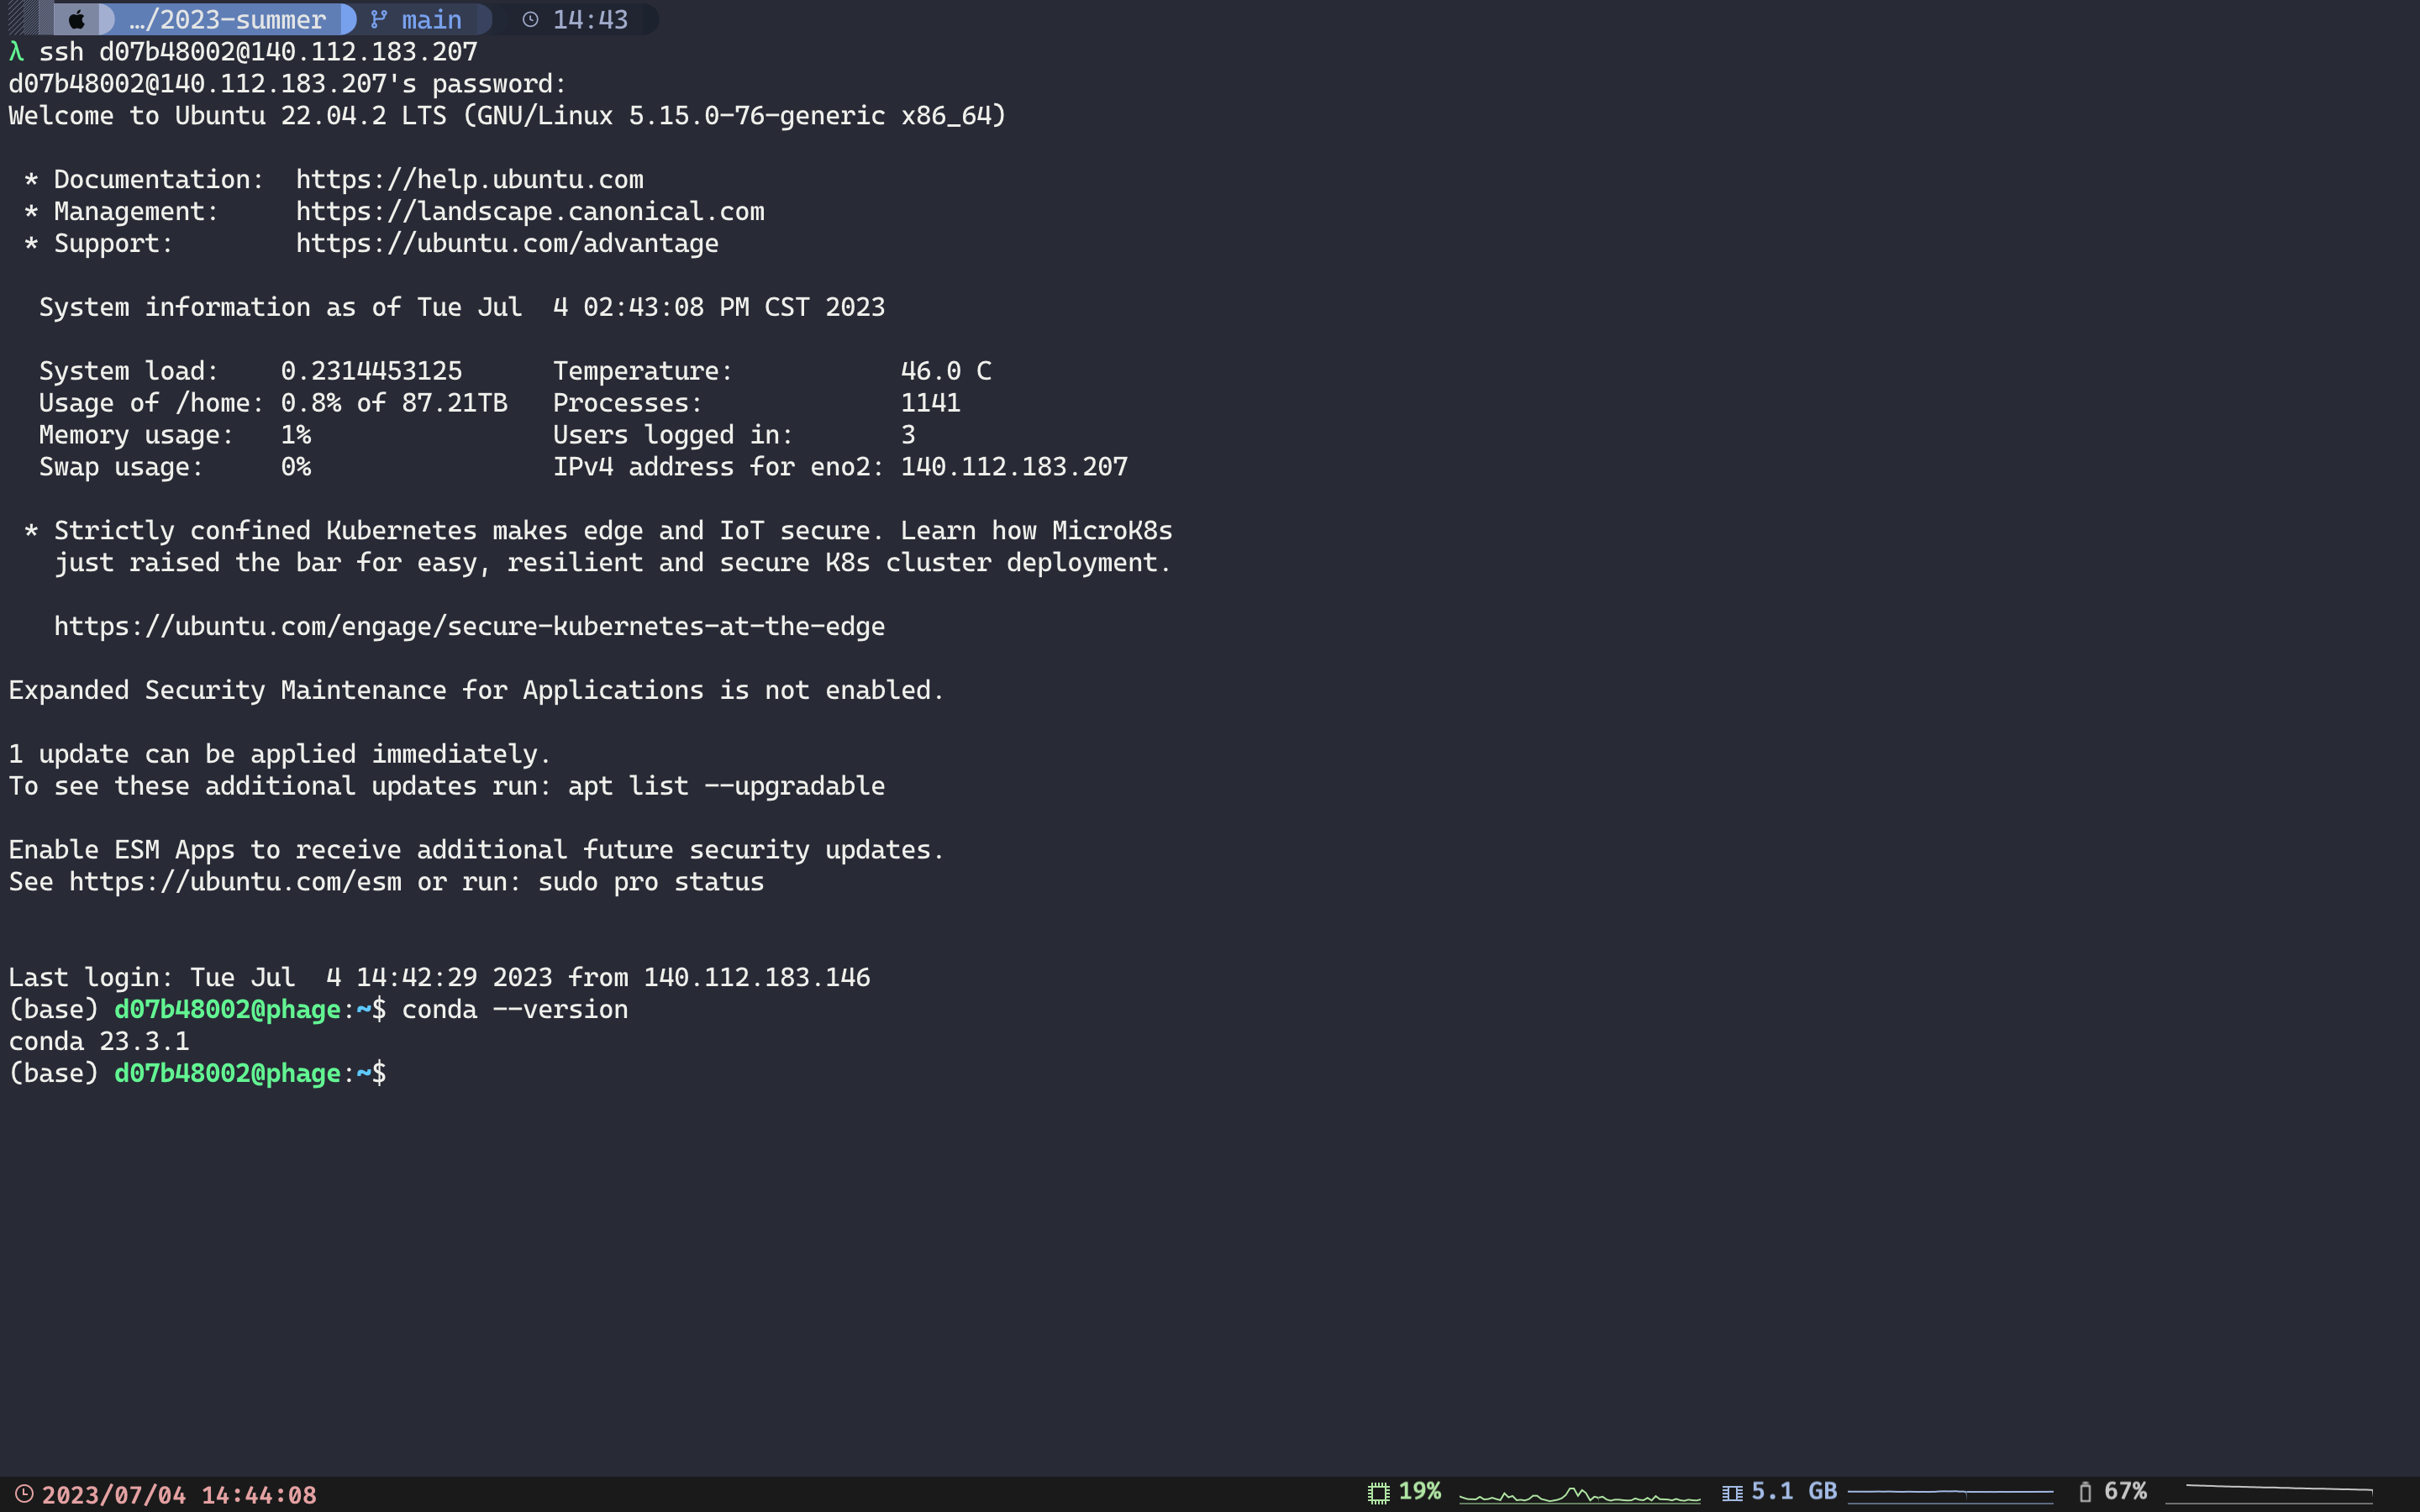 …/2023-summer main 14:43
λ ssh d07b48002@140.112.183.207
d07b48002@140.112.183.207's password:
Welcome to Ubuntu 22.04.2 LTS (GNU/Linux 5.15.0-76-generic x86_64)
* Documentation:  https://help.ubuntu.com
* Management:     https://landscape.canonical.com
* Support:        https://ubuntu.com/advantage
System information as of Tue Jul  4 02:43:08 PM CST 2023
System load:    0.2314453125      Temperature:           46.0 C
Usage of /home: 0.8% of 87.21TB   Processes:             1141
Memory usage:   1%                Users logged in:       3
Swap usage:     0%                IPv4 address for eno2: 140.112.183.207
* Strictly confined Kubernetes makes edge and IoT secure. Learn how MicroK8s
just raised the bar for easy, resilient and secure K8s cluster deployment.
https://ubuntu.com/engage/secure-kubernetes-at-the-edge
Expanded Security Maintenance for Applications is not enabled.
1 update can be applied immediately.
To see these additional updates run: apt list --upgradable
Enable ESM Apps to receive additional future security updates.
See https://ubuntu.com/esm or run: sudo pro status
Last login: Tue Jul  4 14:42:29 2023 from 140.112.183.146
(base) d07b48002@phage:~$ conda --version
conda 23.3.1
(base) d07b48002@phage:~$
2023/07/04 14:44:08 19% 5.1 GB 67%